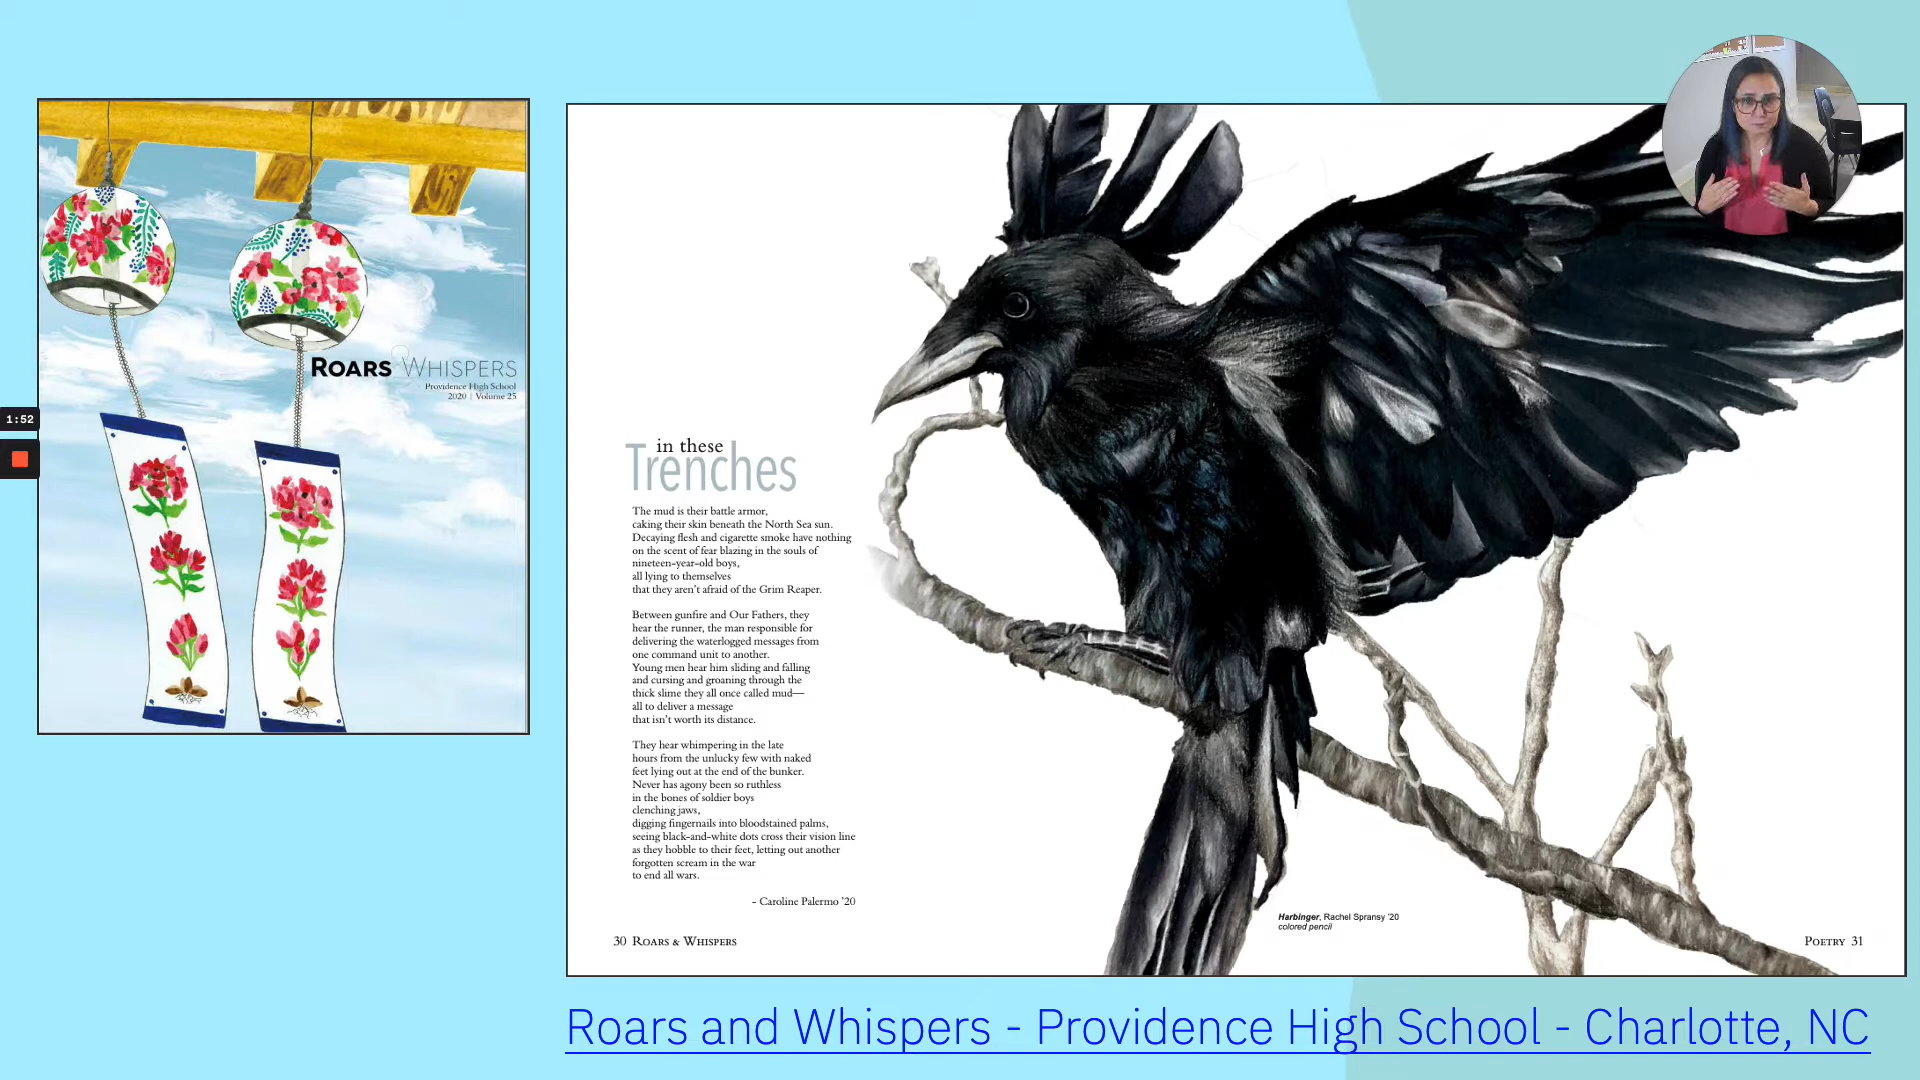 ROARS WHISPERS
Providence High School
2020 | Volume 25
1:52
in these
Trenches
The mud is their battle armor,
caking their skin beneath the North Sea sun.
Decaying flesh and cigarette smoke have nothing
on the scent of fear blazing in the souls of
nineteen-year-old boys,
all lying to themselves
that they aren't afraid of the Grim Reaper.
Between gunfire and Our Fathers, they
hear the runner, the man responsible for
delivering the waterlogged messages from
one command unit to another.
Young men hear him sliding and falling
and cursing and groaning through the
thick slime they all once called mud—
all to deliver a message
that isn't worth its distance.
They hear whimpering in the late
hours from the unlucky few with naked
feet lying out at the end of the bunker.
Never has agony been so ruthless
in the bones of soldier boys
clenching jaws,
digging fingernails into bloodstained palms,
seeing black-and-white dots cross their vision line
as they hobble to their feet, letting out another
forgotten scream in the war
to end all wars.
- Caroline Palermo '20
Harbinger, Rachel Spransy '20
colored pencil
30 ROARS & WHISPERS
POETRY 31
Roars and Whispers - Providence High School - Charlotte, NC